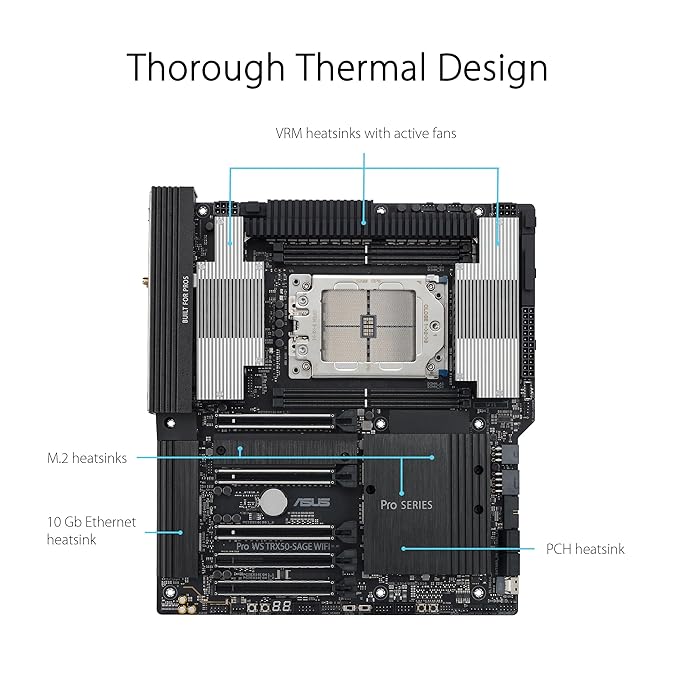 Thorough Thermal Design
VRM heatsinks with active fans
BUILT FOR PROS
M.2 heatsinks
Pro SERIES
ASUS
10 Gb Ethernet
heatsink
Pro WS TRX50-SAGE WIFI
PCH heatsink
88